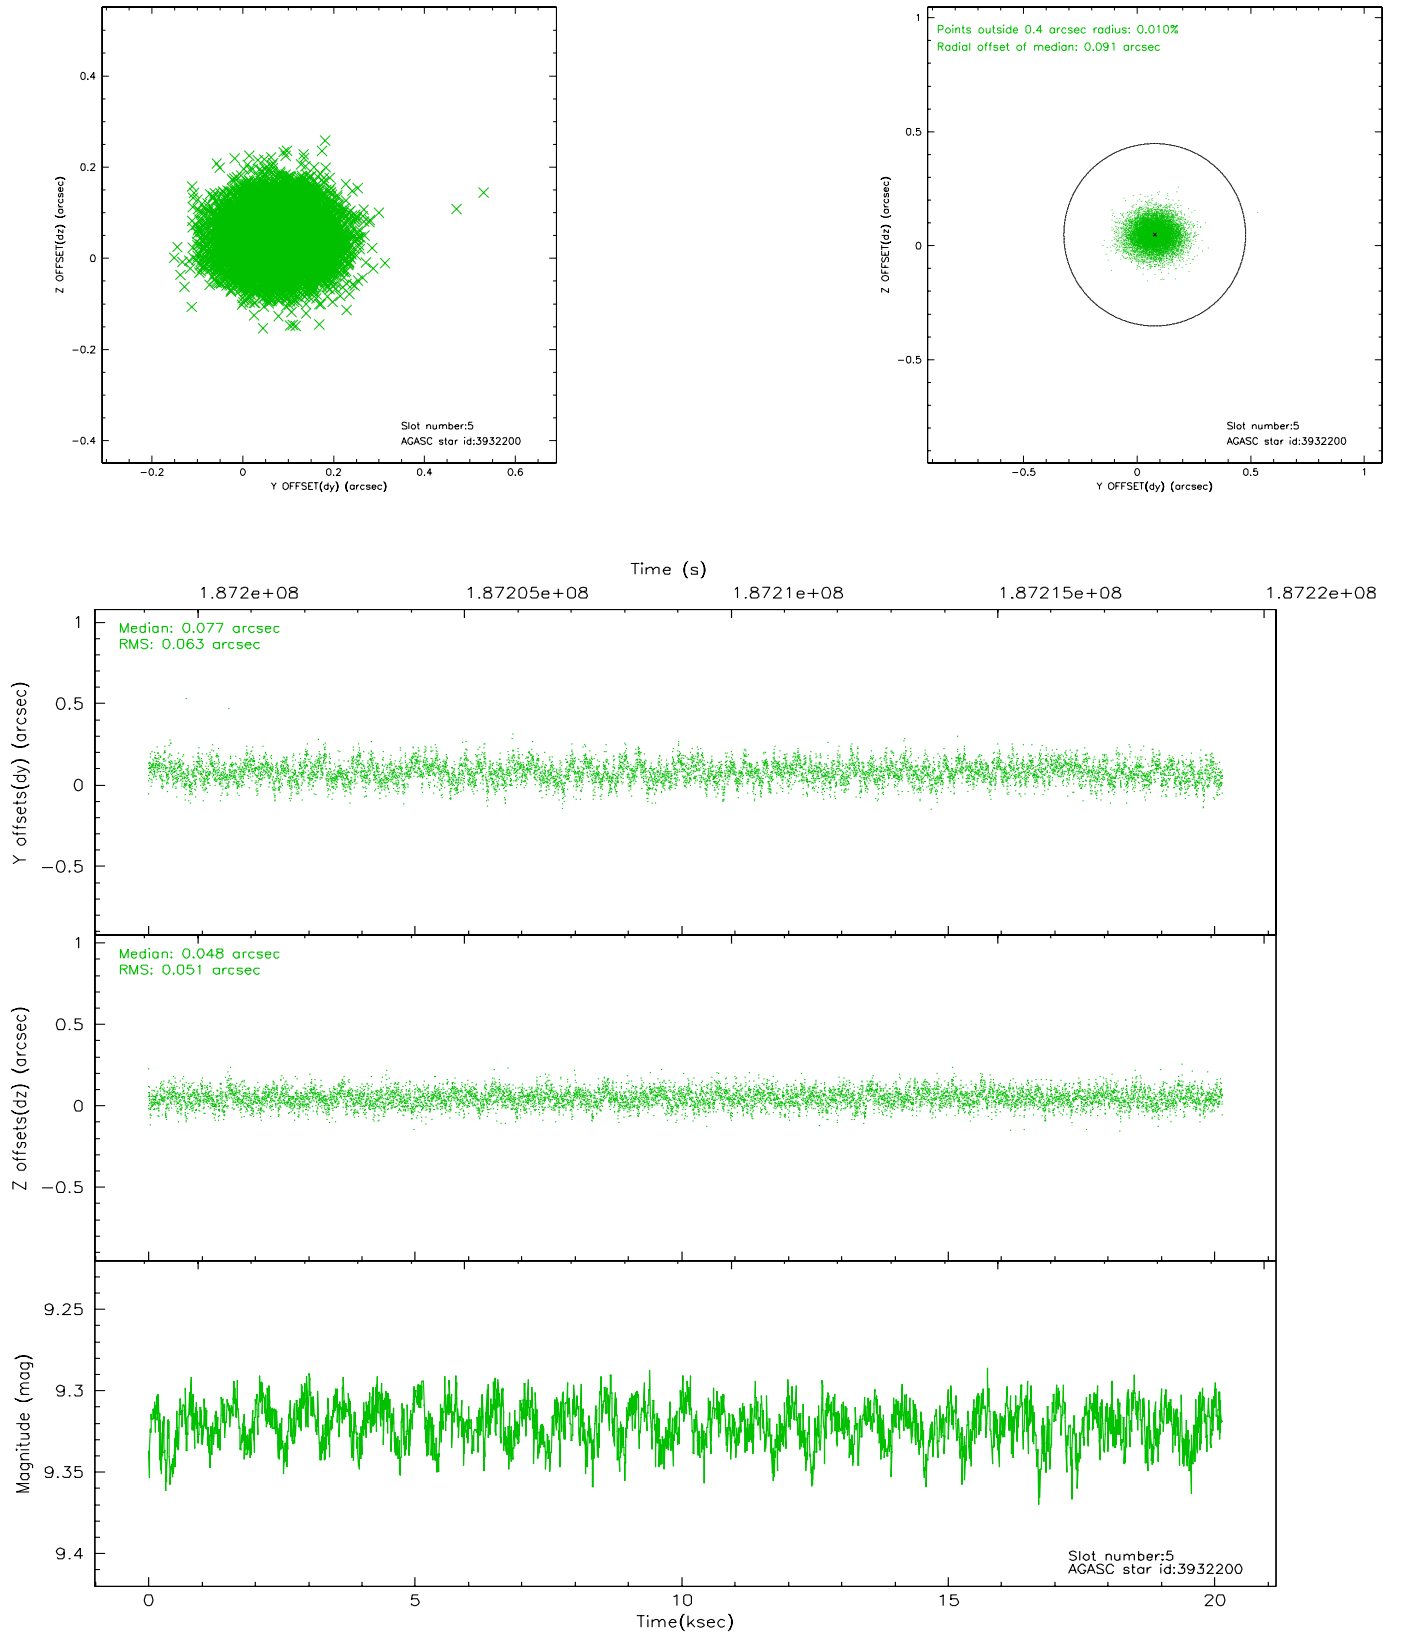 0.4
0.2
0
−0.2
−0.4
Z OFFSET(dz) (arcsec)
Slot number:5
AGASC star id:3932200
−0.2
0
0.2
0.4
0.6
Y OFFSET(dy) (arcsec)
Points outside 0.4 arcsec radius: 0.010%
Radial offset of median: 0.091 arcsec
1
0.5
0
−0.5
Z OFFSET(dz) (arcsec)
Slot number:5
AGASC star id:3932200
−0.5
0
0.5
1
Y OFFSET(dy) (arcsec)
Time (s)
1.872e+08
1.87205e+08
1.8721e+08
1.87215e+08
1.8722e+08
Median: 0.077 arcsec
RMS: 0.063 arcsec
1
0.5
0
−0.5
Y offsets(dy) (arcsec)
Median: 0.048 arcsec
RMS: 0.051 arcsec
1
0.5
0
−0.5
Z offsets(dz) (arcsec)
9.25
9.3
9.35
9.4
Magnitude (mag)
Slot number:5
AGASC star id:3932200
0
5
10
15
20
Time(ksec)